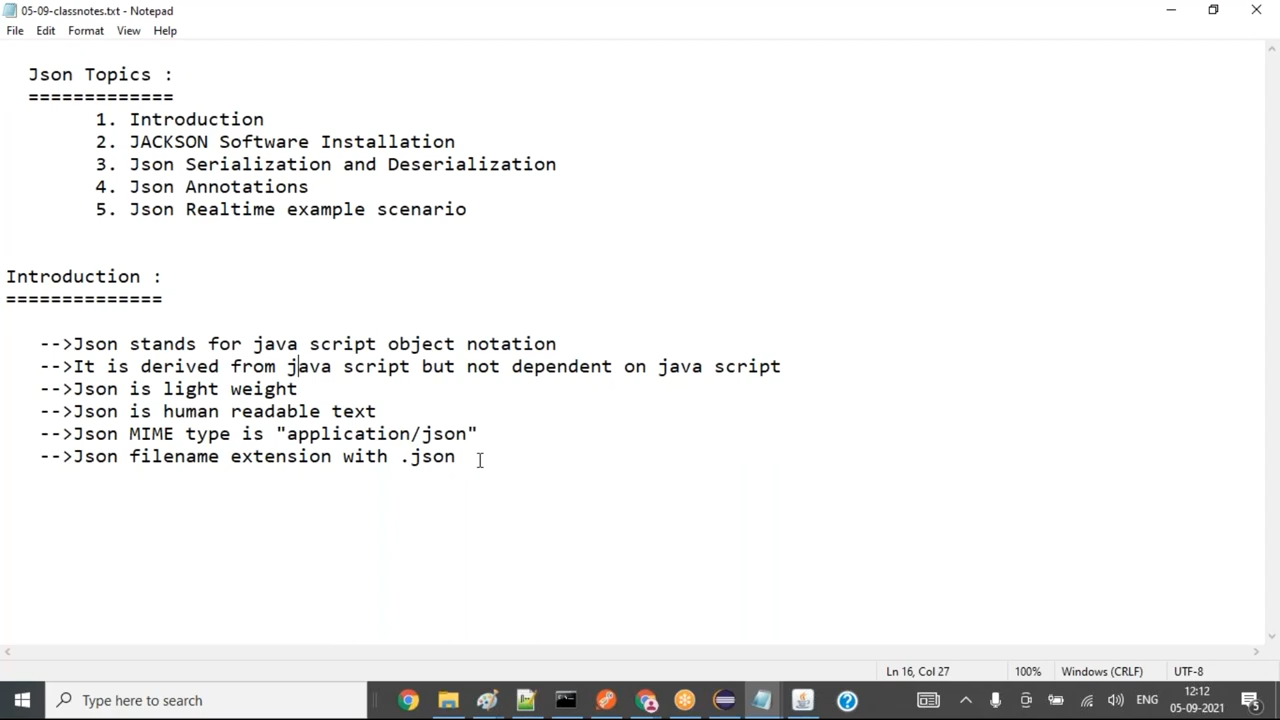 05-09-classnotes.txt - Notepad
File Edit Format View Help
Json Topics :
=============
1. Introduction
2. JACKSON Software Installation
3. Json Serialization and Deserialization
4. Json Annotations
5. Json Realtime example scenario
Introduction :
==============
-->Json stands for java script object notation
-->It is derived from java script but not dependent on java script
-->Json is light weight
-->Json is human readable text
-->Json MIME type is "application/json"
-->Json filename extension with .json
Ln 16, Col 27 100% Windows (CRLF) UTF-8
Type here to search
ENG
12:12
05-09-2021
5